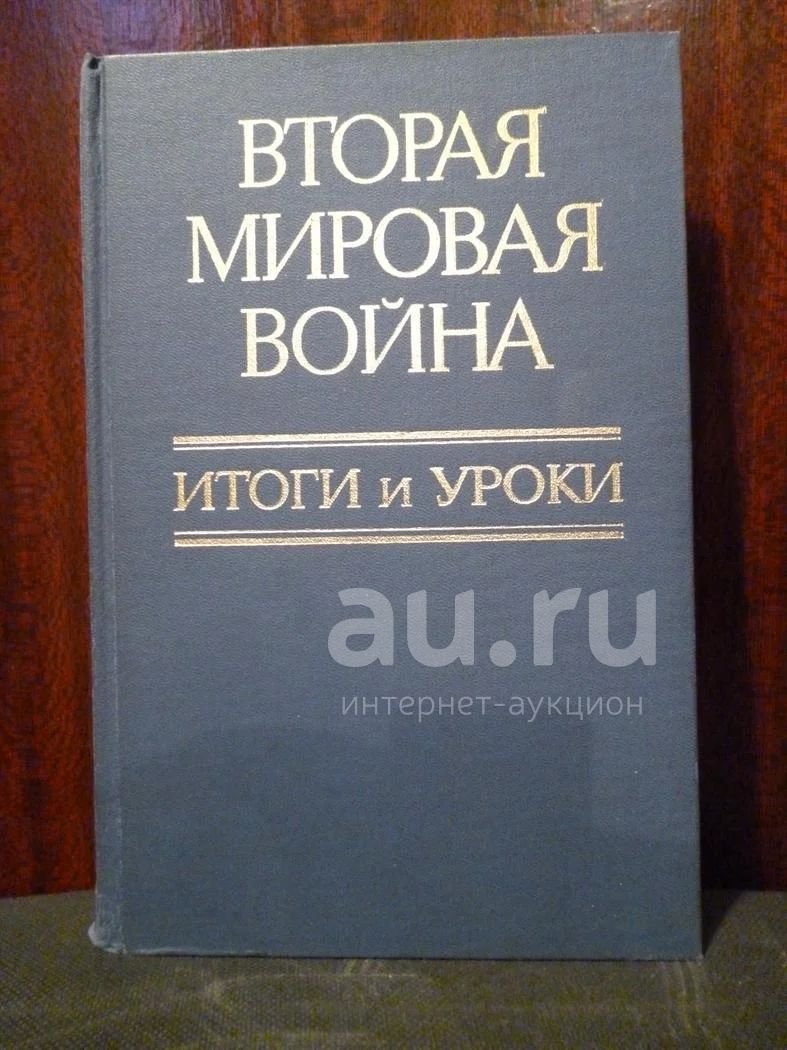 ВТОРАЯ
МИРОВАЯ
ВОЙНА
ИТОГИ и УРОКИ
au.ru
интернет-аукцион